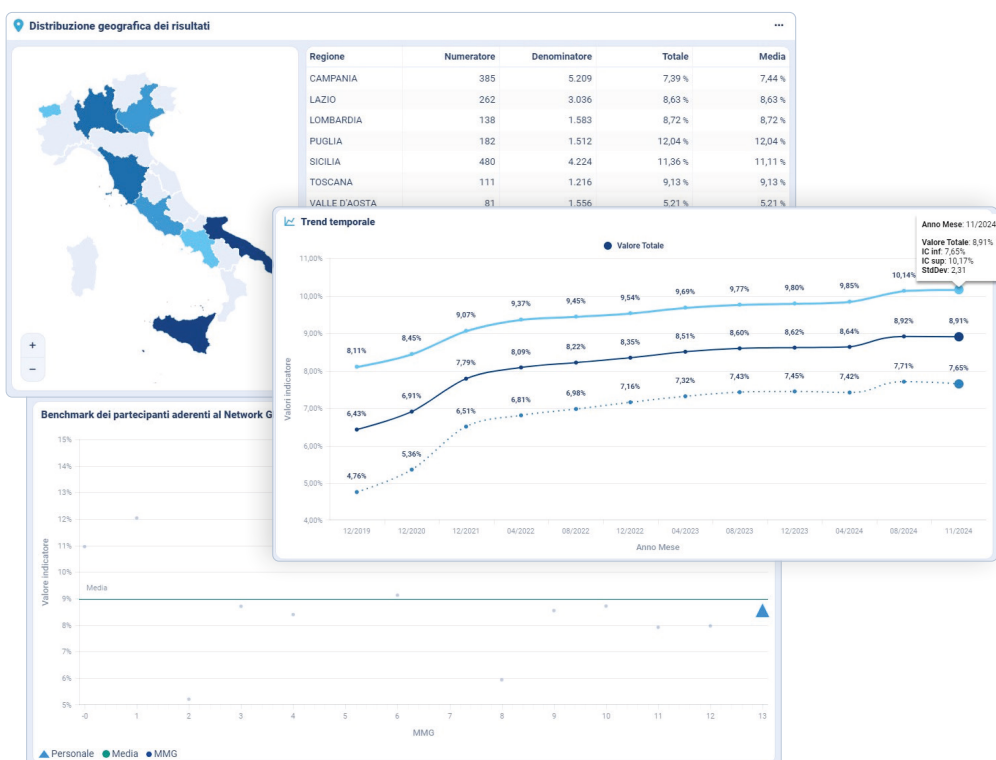 Distribuzione geografica dei risultati
...
Regione Numeratore Denominatore Totale Media
CAMPANIA 385 5.209 7,39 % 7,44 %
LAZIO 262 3.036 8,63 % 8,63 %
LOMBARDIA 138 1.583 8,72 % 8,72 %
PUGLIA 182 1.512 12,04 % 12,04 %
SICILIA 480 4.224 11,36 % 11,11 %
TOSCANA 111 1.216 9,13 % 9,13 %
VALLE D'AOSTA 81 1.556 5,21 % 5,21 %
+
−
Trend temporale
Valore Totale
Anno Mese: 11/2024
Valore Totale: 8,91%
IC inf: 7,65%
IC sup: 10,17%
StdDev: 2,31
Valori indicatore
11,00%
10,00%
9,00%
8,00%
7,00%
6,00%
5,00%
4,00%
8,11% 8,45% 9,07% 9,37% 9,45% 9,54% 9,69% 9,77% 9,80% 9,85% 10,14%
6,43% 6,91% 7,79% 8,09% 8,22% 8,35% 8,51% 8,60% 8,62% 8,64% 8,92% 8,91%
4,76% 5,36% 6,51% 6,81% 6,98% 7,16% 7,32% 7,43% 7,45% 7,42% 7,71% 7,65%
12/2019 12/2020 12/2021 04/2022 08/2022 12/2022 04/2023 08/2023 12/2023 04/2024 08/2024 11/2024
Anno Mese
Benchmark dei partecipanti aderenti al Network G
Valore indicatore
15%
14%
13%
12%
11%
10%
Media
9%
8%
7%
6%
5%
-0 1 2 3 4 5 6 7 8 9 10 11 12 13
MMG
Personale Media MMG